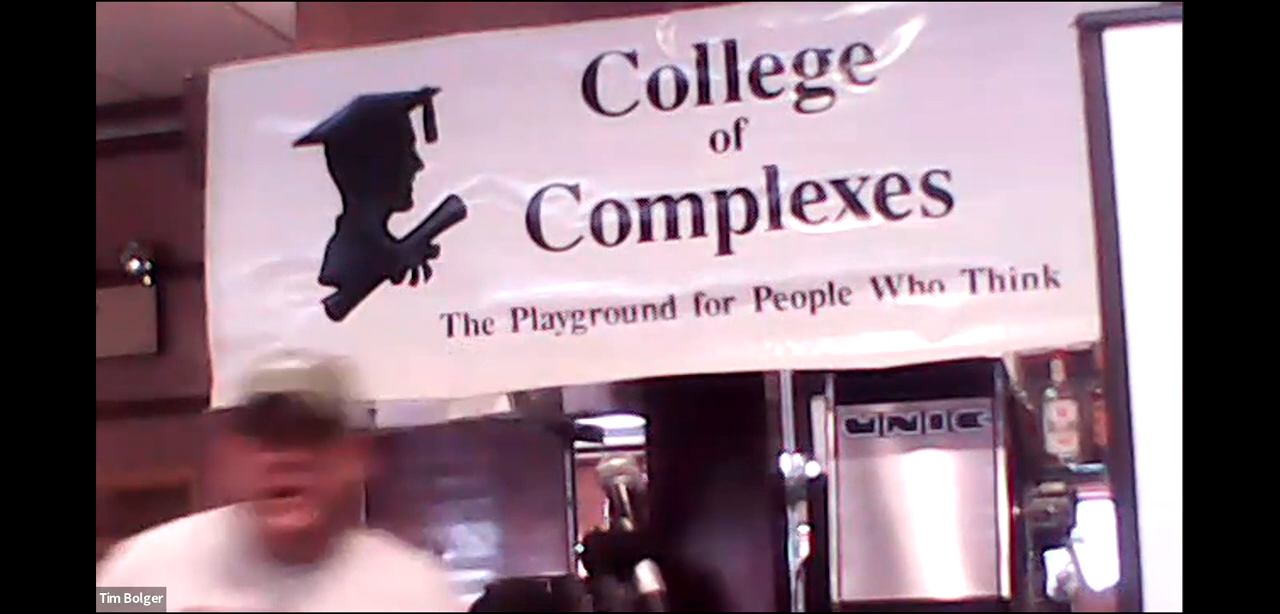 College
of
Complexes
The Playground for People Who Think
UNIC
Tim Bolger